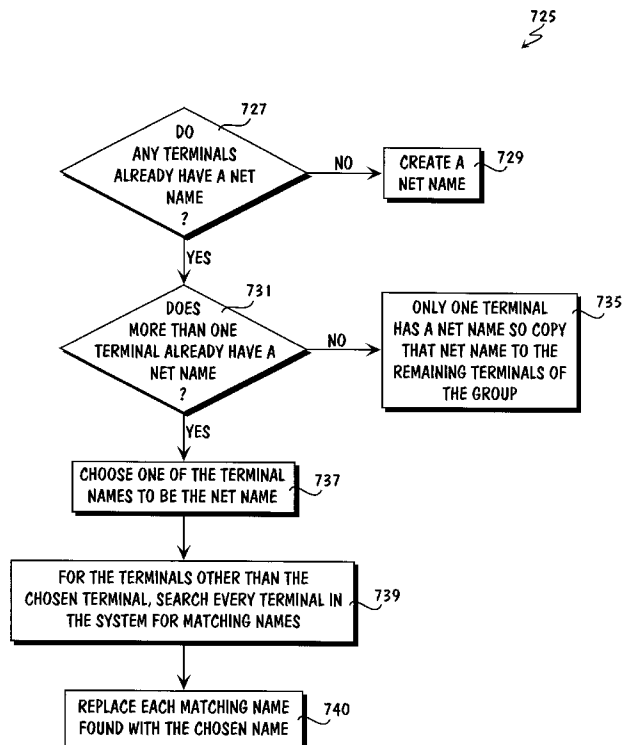 725
727
DO
ANY TERMINALS
ALREADY HAVE A NET
NAME
?
NO
CREATE A
NET NAME
729
YES
731
DOES
MORE THAN ONE
TERMINAL ALREADY HAVE A
NET NAME
?
NO
ONLY ONE TERMINAL
HAS A NET NAME SO COPY
THAT NET NAME TO THE
REMAINING TERMINALS OF
THE GROUP
735
YES
CHOOSE ONE OF THE TERMINAL
NAMES TO BE THE NET NAME
737
FOR THE TERMINALS OTHER THAN THE
CHOSEN TERMINAL, SEARCH EVERY TERMINAL IN
THE SYSTEM FOR MATCHING NAMES
739
REPLACE EACH MATCHING NAME
FOUND WITH THE CHOSEN NAME
740